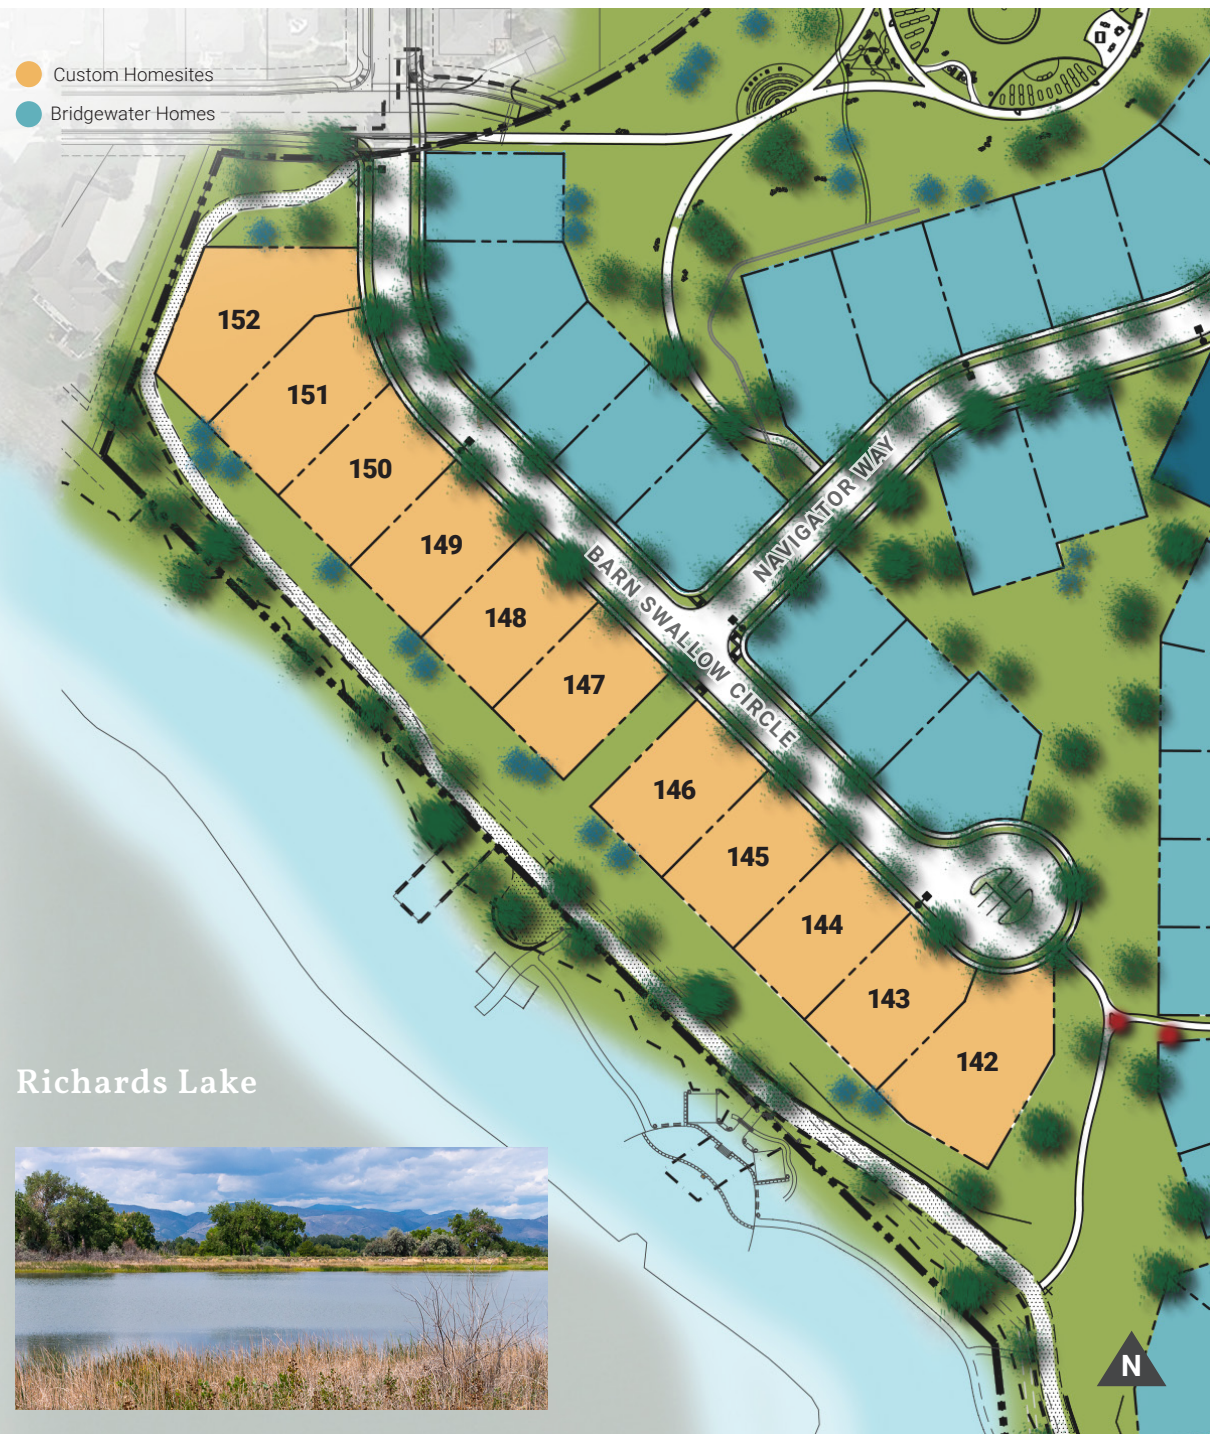 Custom Homesites
Bridgewater Homes
152
151
150
149
148
147
146
145
144
143
142
BARN SWALLOW CIRCLE
NAVIGATOR WAY
Richards Lake
N